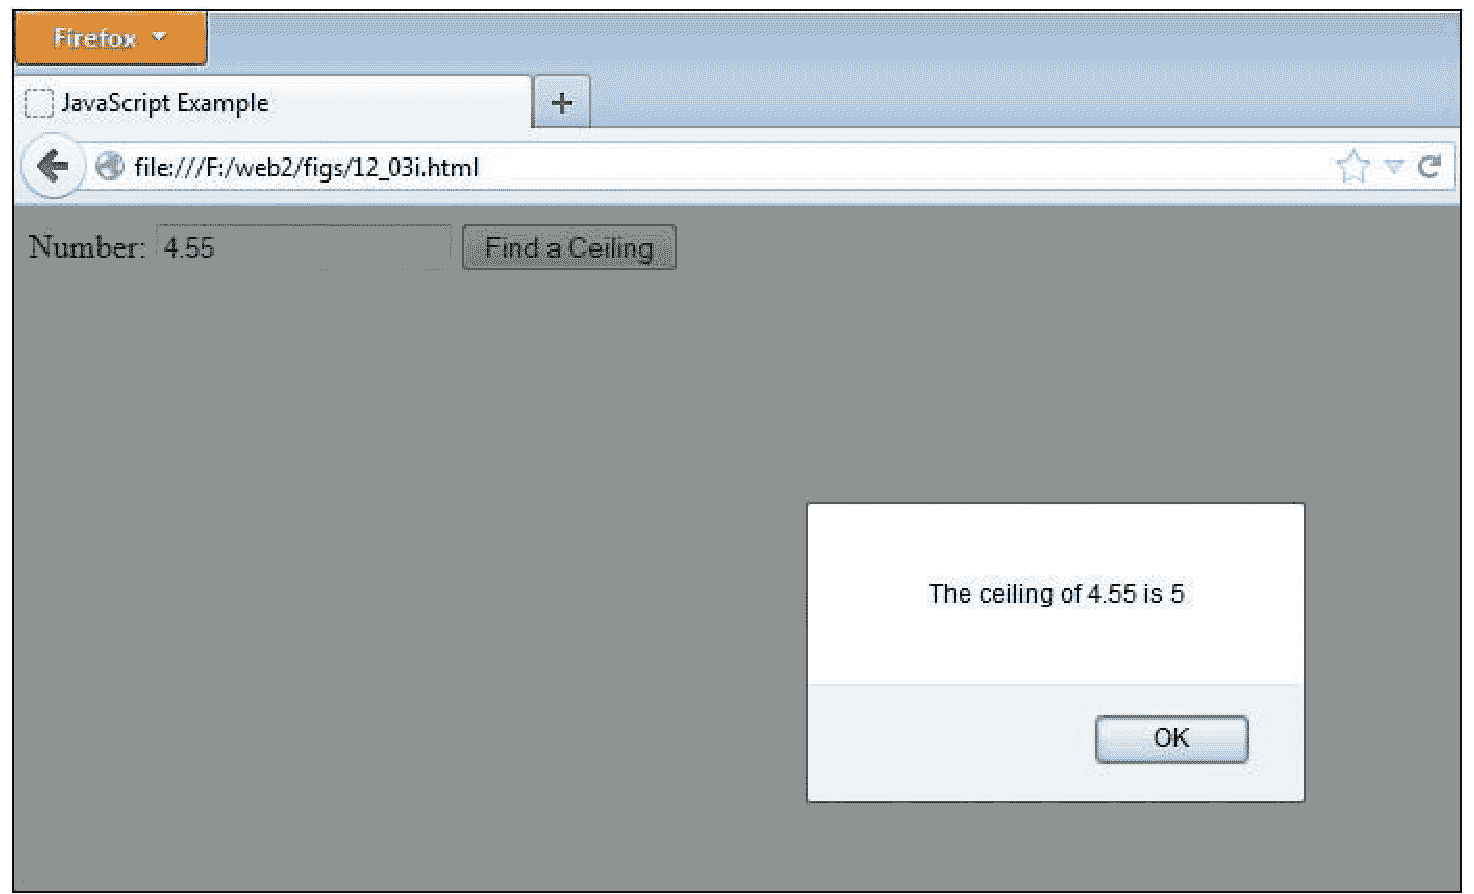 Firefox
JavaScript Example
+
file:///F:/web2/figs/12_03i.html
Number: 4.55 Find a Ceiling
The ceiling of 4.55 is 5
OK